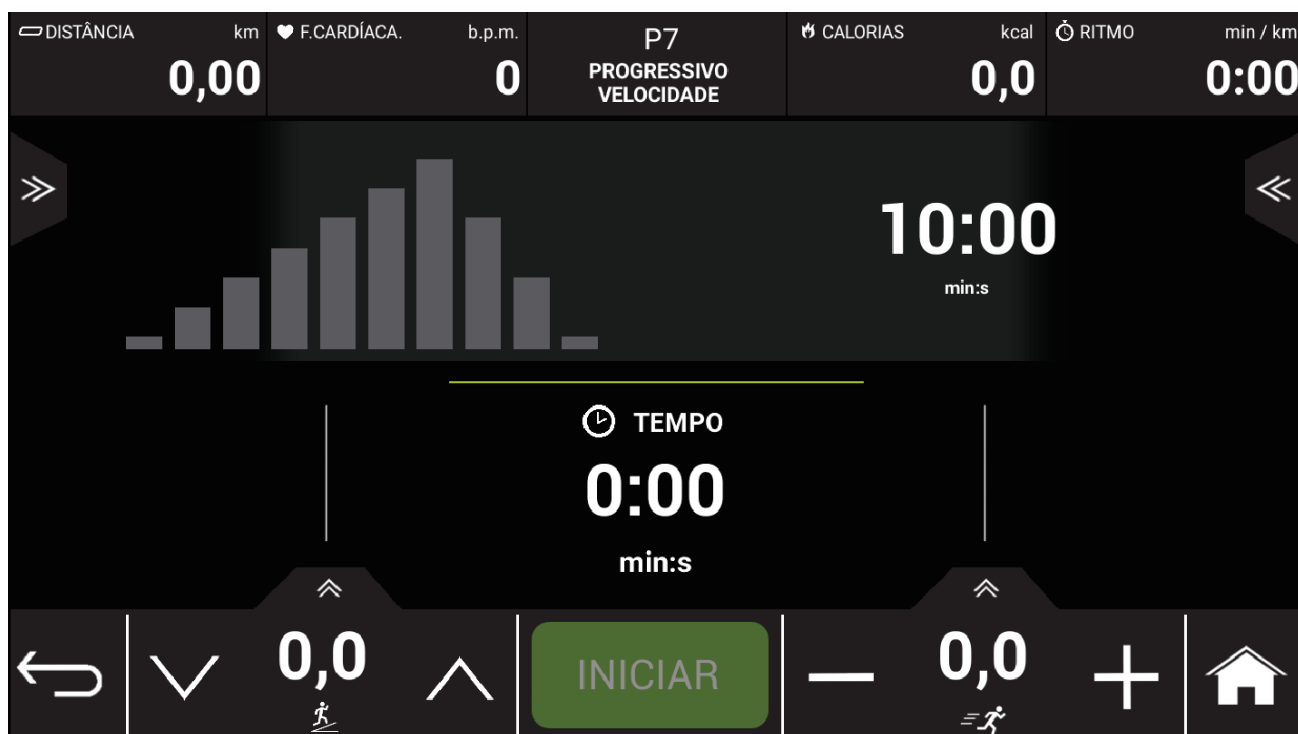 DISTÂNCIA km
0,00
F.CARDÍACA. b.p.m.
0
P7
PROGRESSIVO
VELOCIDADE
CALORIAS kcal
0,0
RITMO min / km
0:00
10:00
min:s
TEMPO
0:00
min:s
0,0
INICIAR
0,0